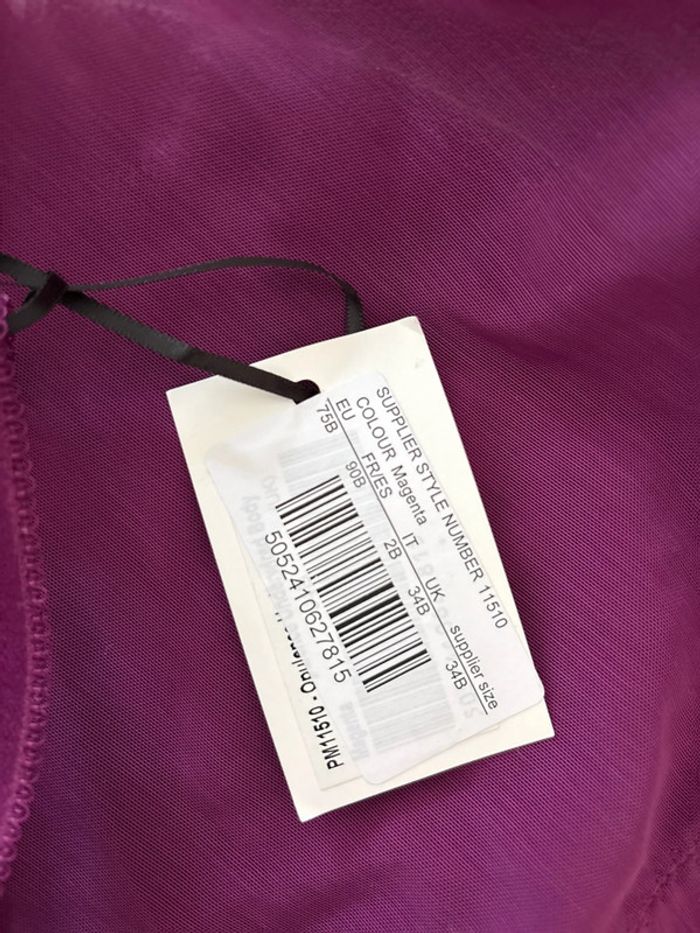 SUPPLIER STYLE NUMBER 11510
COLOUR Magenta
EU FR/ES IT UK supplier size
75B 90B 2B 34B 34B
5052410627815
PM11510 - Opulence